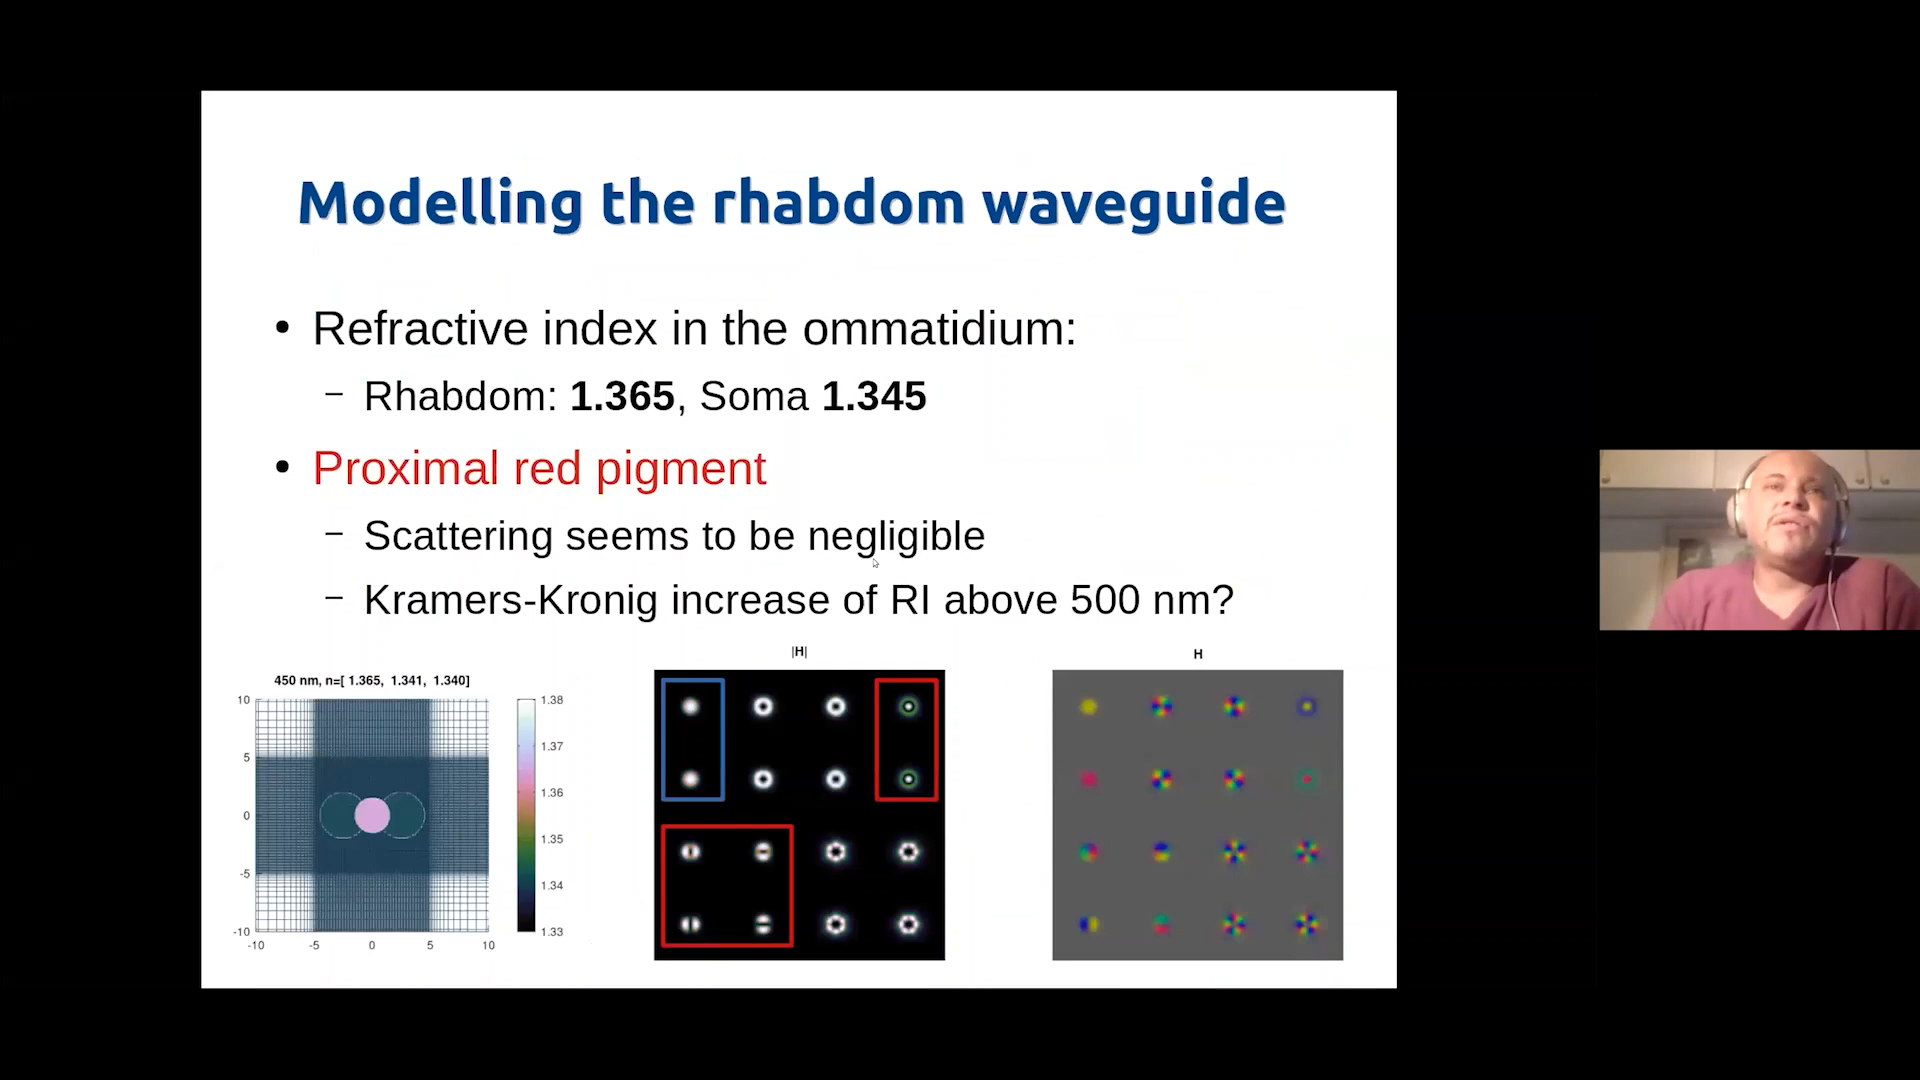 Modelling the rhabdom waveguide
• Refractive index in the ommatidium:
– Rhabdom: 1.365, Soma 1.345
• Proximal red pigment
– Scattering seems to be negligible
– Kramers-Kronig increase of RI above 500 nm?
450 nm, n=[ 1.365, 1.341, 1.340]
10
5
0
-5
-10
-10 -5 0 5 10
1.38
1.37
1.36
1.35
1.34
1.33
|H|
H